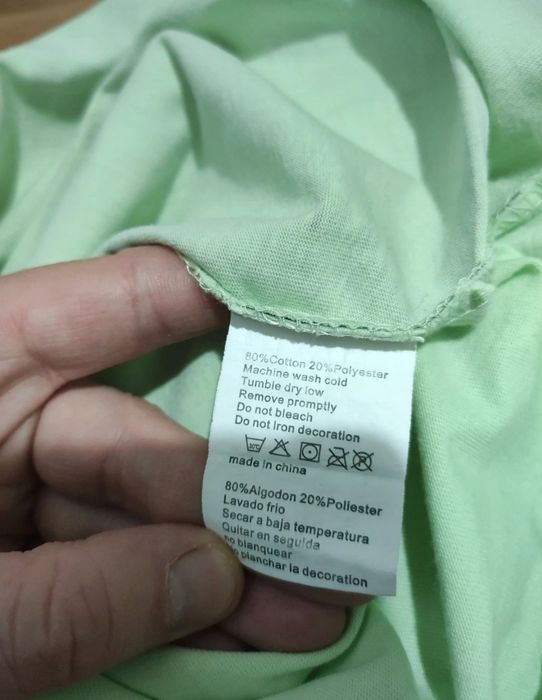 80%Cotton 20%Polyester
Machine wash cold
Tumble dry low
Remove promptly
Do not bleach
Do not Iron decoration
made in china
80%Algodon 20%Poliester
Lavado frio
Secar a baja temperatura
Quitar en seguida
no blanquear
planchar la decoration